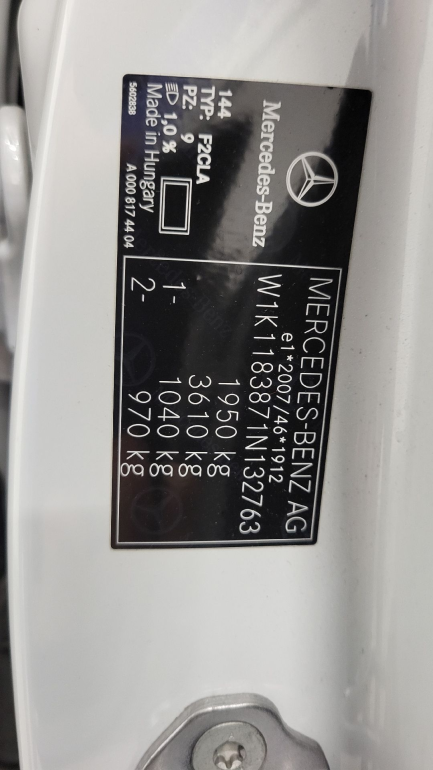 Mercedes-Benz
144
TYP: F2CLA
PZ: 9
1,0 %
Made in Hungary
5602838
A 000 817 44 04
MERCEDES-BENZ AG
e1*2007/46*1912
W1K1183871N132763
1950 kg
3610 kg
1- 1040 kg
2- 970 kg